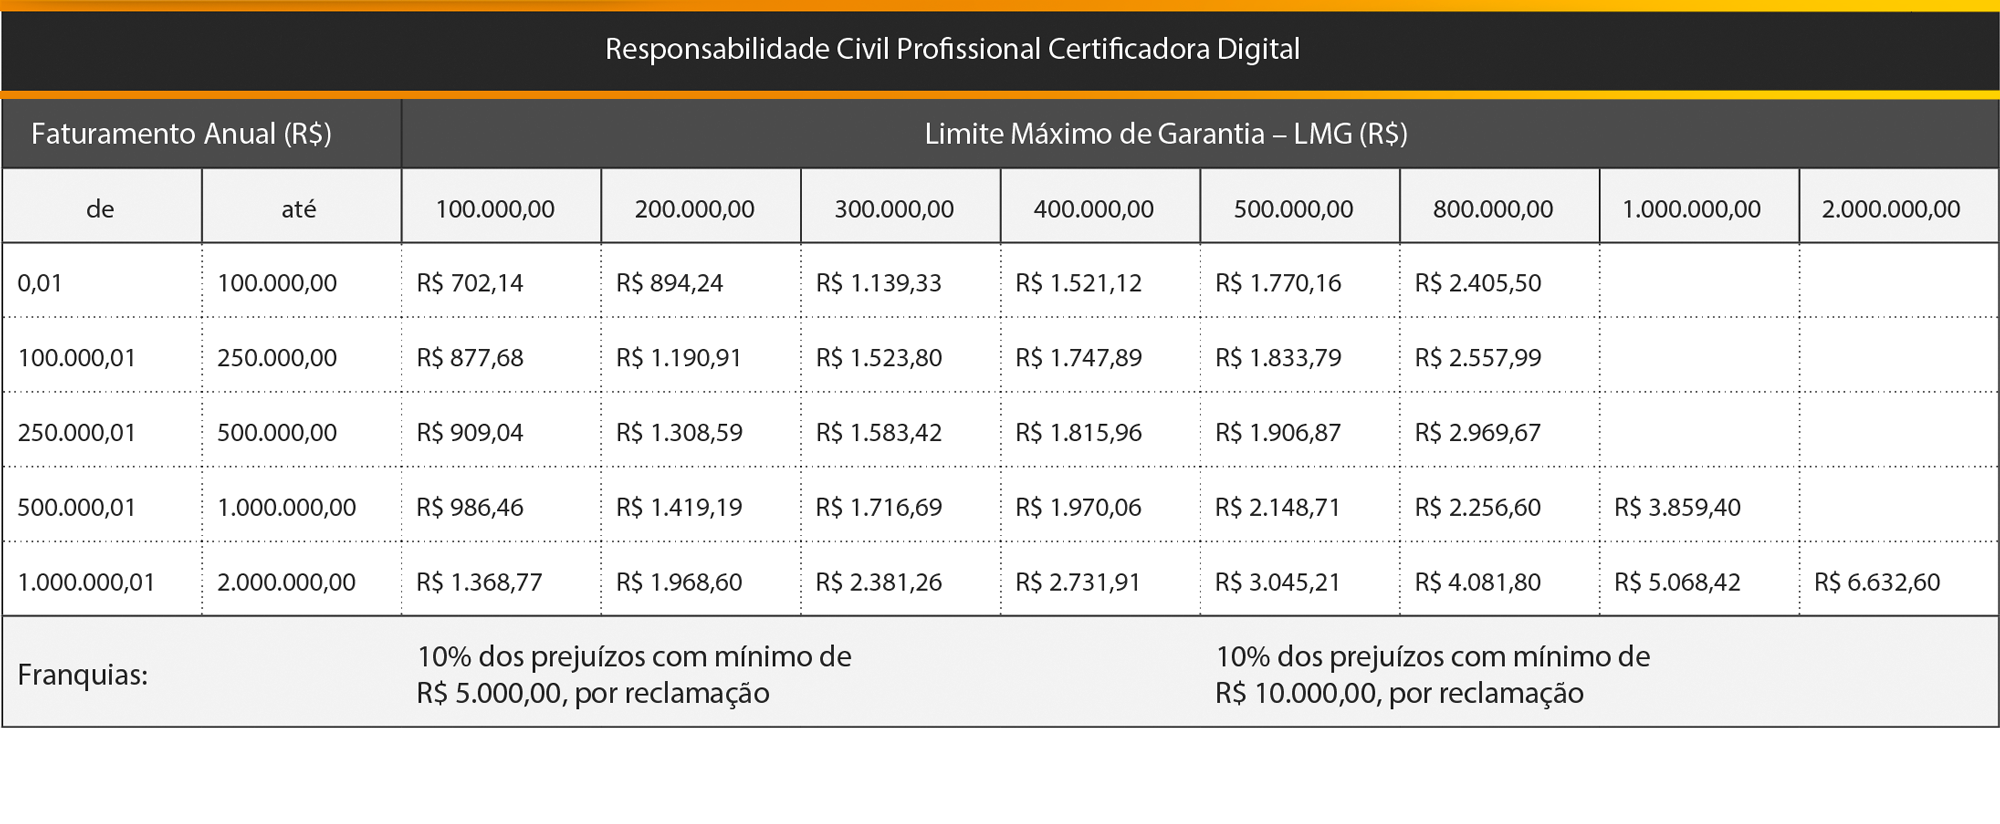 Responsabilidade Civil Profissional Certificadora Digital
Faturamento Anual (R$) Limite Máximo de Garantia – LMG (R$)
de até 100.000,00 200.000,00 300.000,00 400.000,00 500.000,00 800.000,00 1.000.000,00 2.000.000,00
0,01 100.000,00 R$ 702,14 R$ 894,24 R$ 1.139,33 R$ 1.521,12 R$ 1.770,16 R$ 2.405,50
100.000,01 250.000,00 R$ 877,68 R$ 1.190,91 R$ 1.523,80 R$ 1.747,89 R$ 1.833,79 R$ 2.557,99
250.000,01 500.000,00 R$ 909,04 R$ 1.308,59 R$ 1.583,42 R$ 1.815,96 R$ 1.906,87 R$ 2.969,67
500.000,01 1.000.000,00 R$ 986,46 R$ 1.419,19 R$ 1.716,69 R$ 1.970,06 R$ 2.148,71 R$ 2.256,60 R$ 3.859,40
1.000.000,01 2.000.000,00 R$ 1.368,77 R$ 1.968,60 R$ 2.381,26 R$ 2.731,91 R$ 3.045,21 R$ 4.081,80 R$ 5.068,42 R$ 6.632,60
Franquias:
10% dos prejuízos com mínimo de
R$ 5.000,00, por reclamação
10% dos prejuízos com mínimo de
R$ 10.000,00, por reclamação